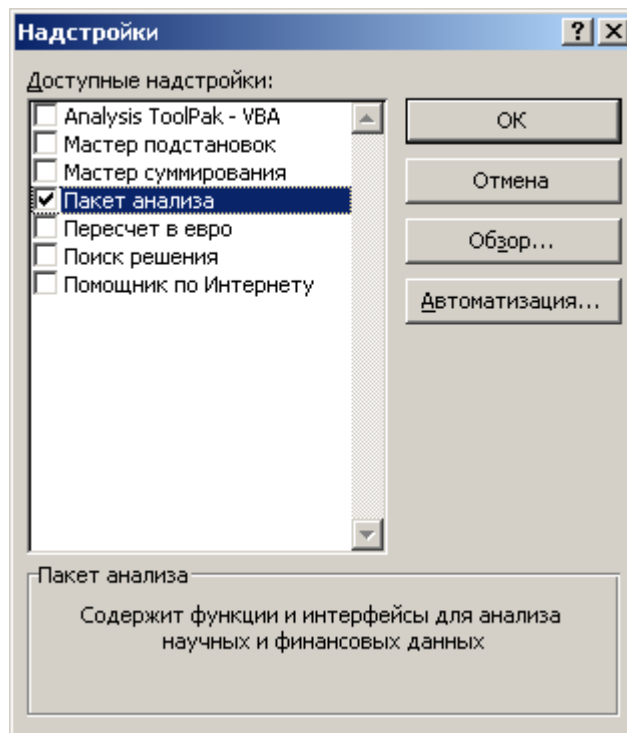 Надстройки
Доступные надстройки:
Analysis ToolPak - VBA
Мастер подстановок
Мастер суммирования
Пакет анализа
Пересчет в евро
Поиск решения
Помощник по Интернету
ОК
Отмена
Обзор...
Автоматизация...
Пакет анализа
Содержит функции и интерфейсы для анализа
научных и финансовых данных